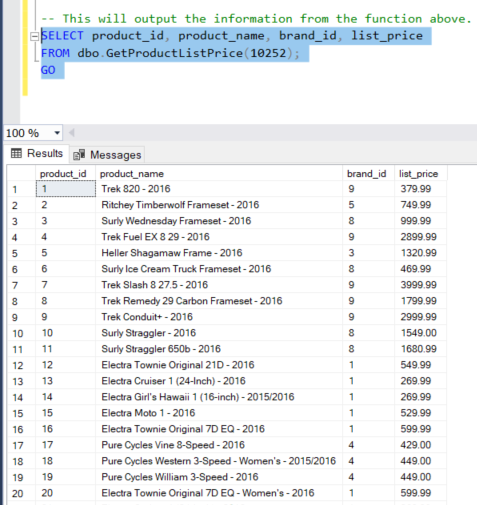 -- This will output the information from the function above.
SELECT product_id, product_name, brand_id, list_price
FROM dbo.GetProductListPrice(10252);
GO
100 %
Results Messages
product_id product_name brand_id list_price
1 1 Trek 820 - 2016 9 379.99
2 2 Ritchey Timberwolf Frameset - 2016 5 749.99
3 3 Surly Wednesday Frameset - 2016 8 999.99
4 4 Trek Fuel EX 8 29 - 2016 9 2899.99
5 5 Heller Shagamaw Frame - 2016 3 1320.99
6 6 Surly Ice Cream Truck Frameset - 2016 8 469.99
7 7 Trek Slash 8 27.5 - 2016 9 3999.99
8 8 Trek Remedy 29 Carbon Frameset - 2016 9 1799.99
9 9 Trek Conduit+ - 2016 9 2999.99
10 10 Surly Straggler - 2016 8 1549.00
11 11 Surly Straggler 650b - 2016 8 1680.99
12 12 Electra Townie Original 21D - 2016 1 549.99
13 13 Electra Cruiser 1 (24-Inch) - 2016 1 269.99
14 14 Electra Girl's Hawaii 1 (16-inch) - 2015/2016 1 269.99
15 15 Electra Moto 1 - 2016 1 529.99
16 16 Electra Townie Original 7D EQ - 2016 1 599.99
17 17 Pure Cycles Vine 8-Speed - 2016 4 429.00
18 18 Pure Cycles Western 3-Speed - Women's - 2015/2016 4 449.00
19 19 Pure Cycles William 3-Speed - 2016 4 449.00
20 20 Electra Townie Original 7D EQ - Women's - 2016 1 599.99